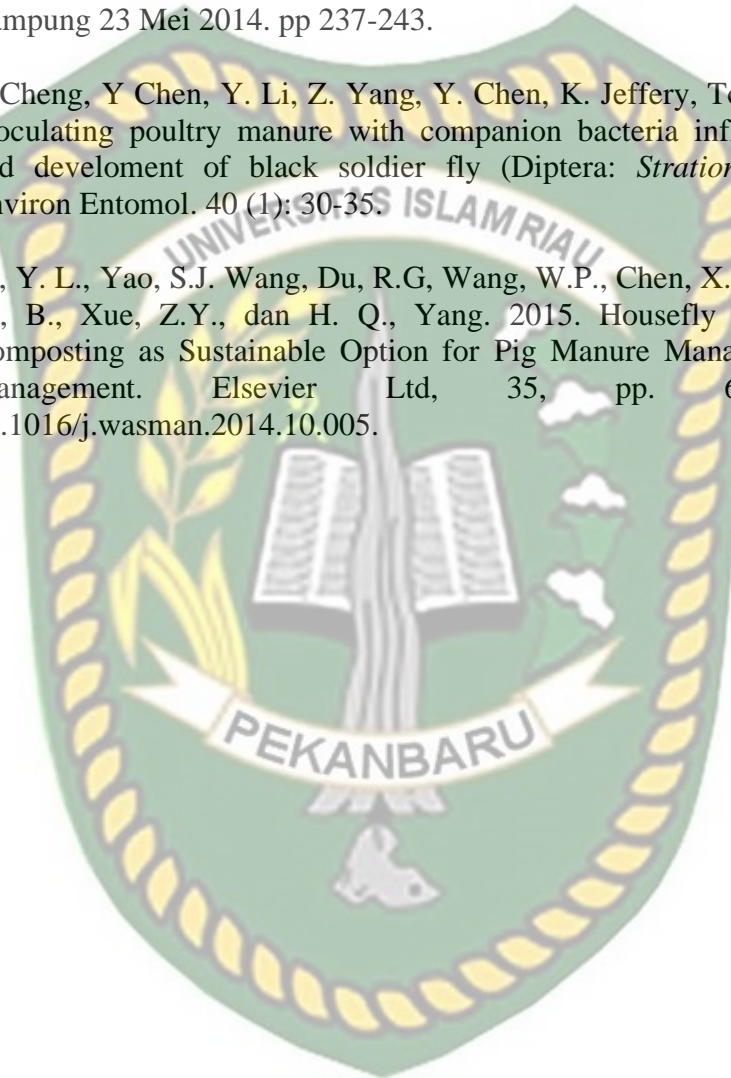 ampung 23 Mei 2014. pp 237-243.
Cheng, Y Chen, Y. Li, Z. Yang, Y. Chen, K. Jeffery, To
oculating poultry manure with companion bacteria inf
d develoment of black soldier fly (Diptera: Stration
nviron Entomol. 40 (1): 30-35.
, Y. L., Yao, S.J. Wang, Du, R.G, Wang, W.P., Chen, X.
, B., Xue, Z.Y., dan H. Q., Yang. 2015. Housefly
omposting as Sustainable Option for Pig Manure Mana
anagement. Elsevier Ltd, 35, pp. 6
.1016/j.wasman.2014.10.005.
UNIVERSITAS ISLAM RIAU
PEKANBARU